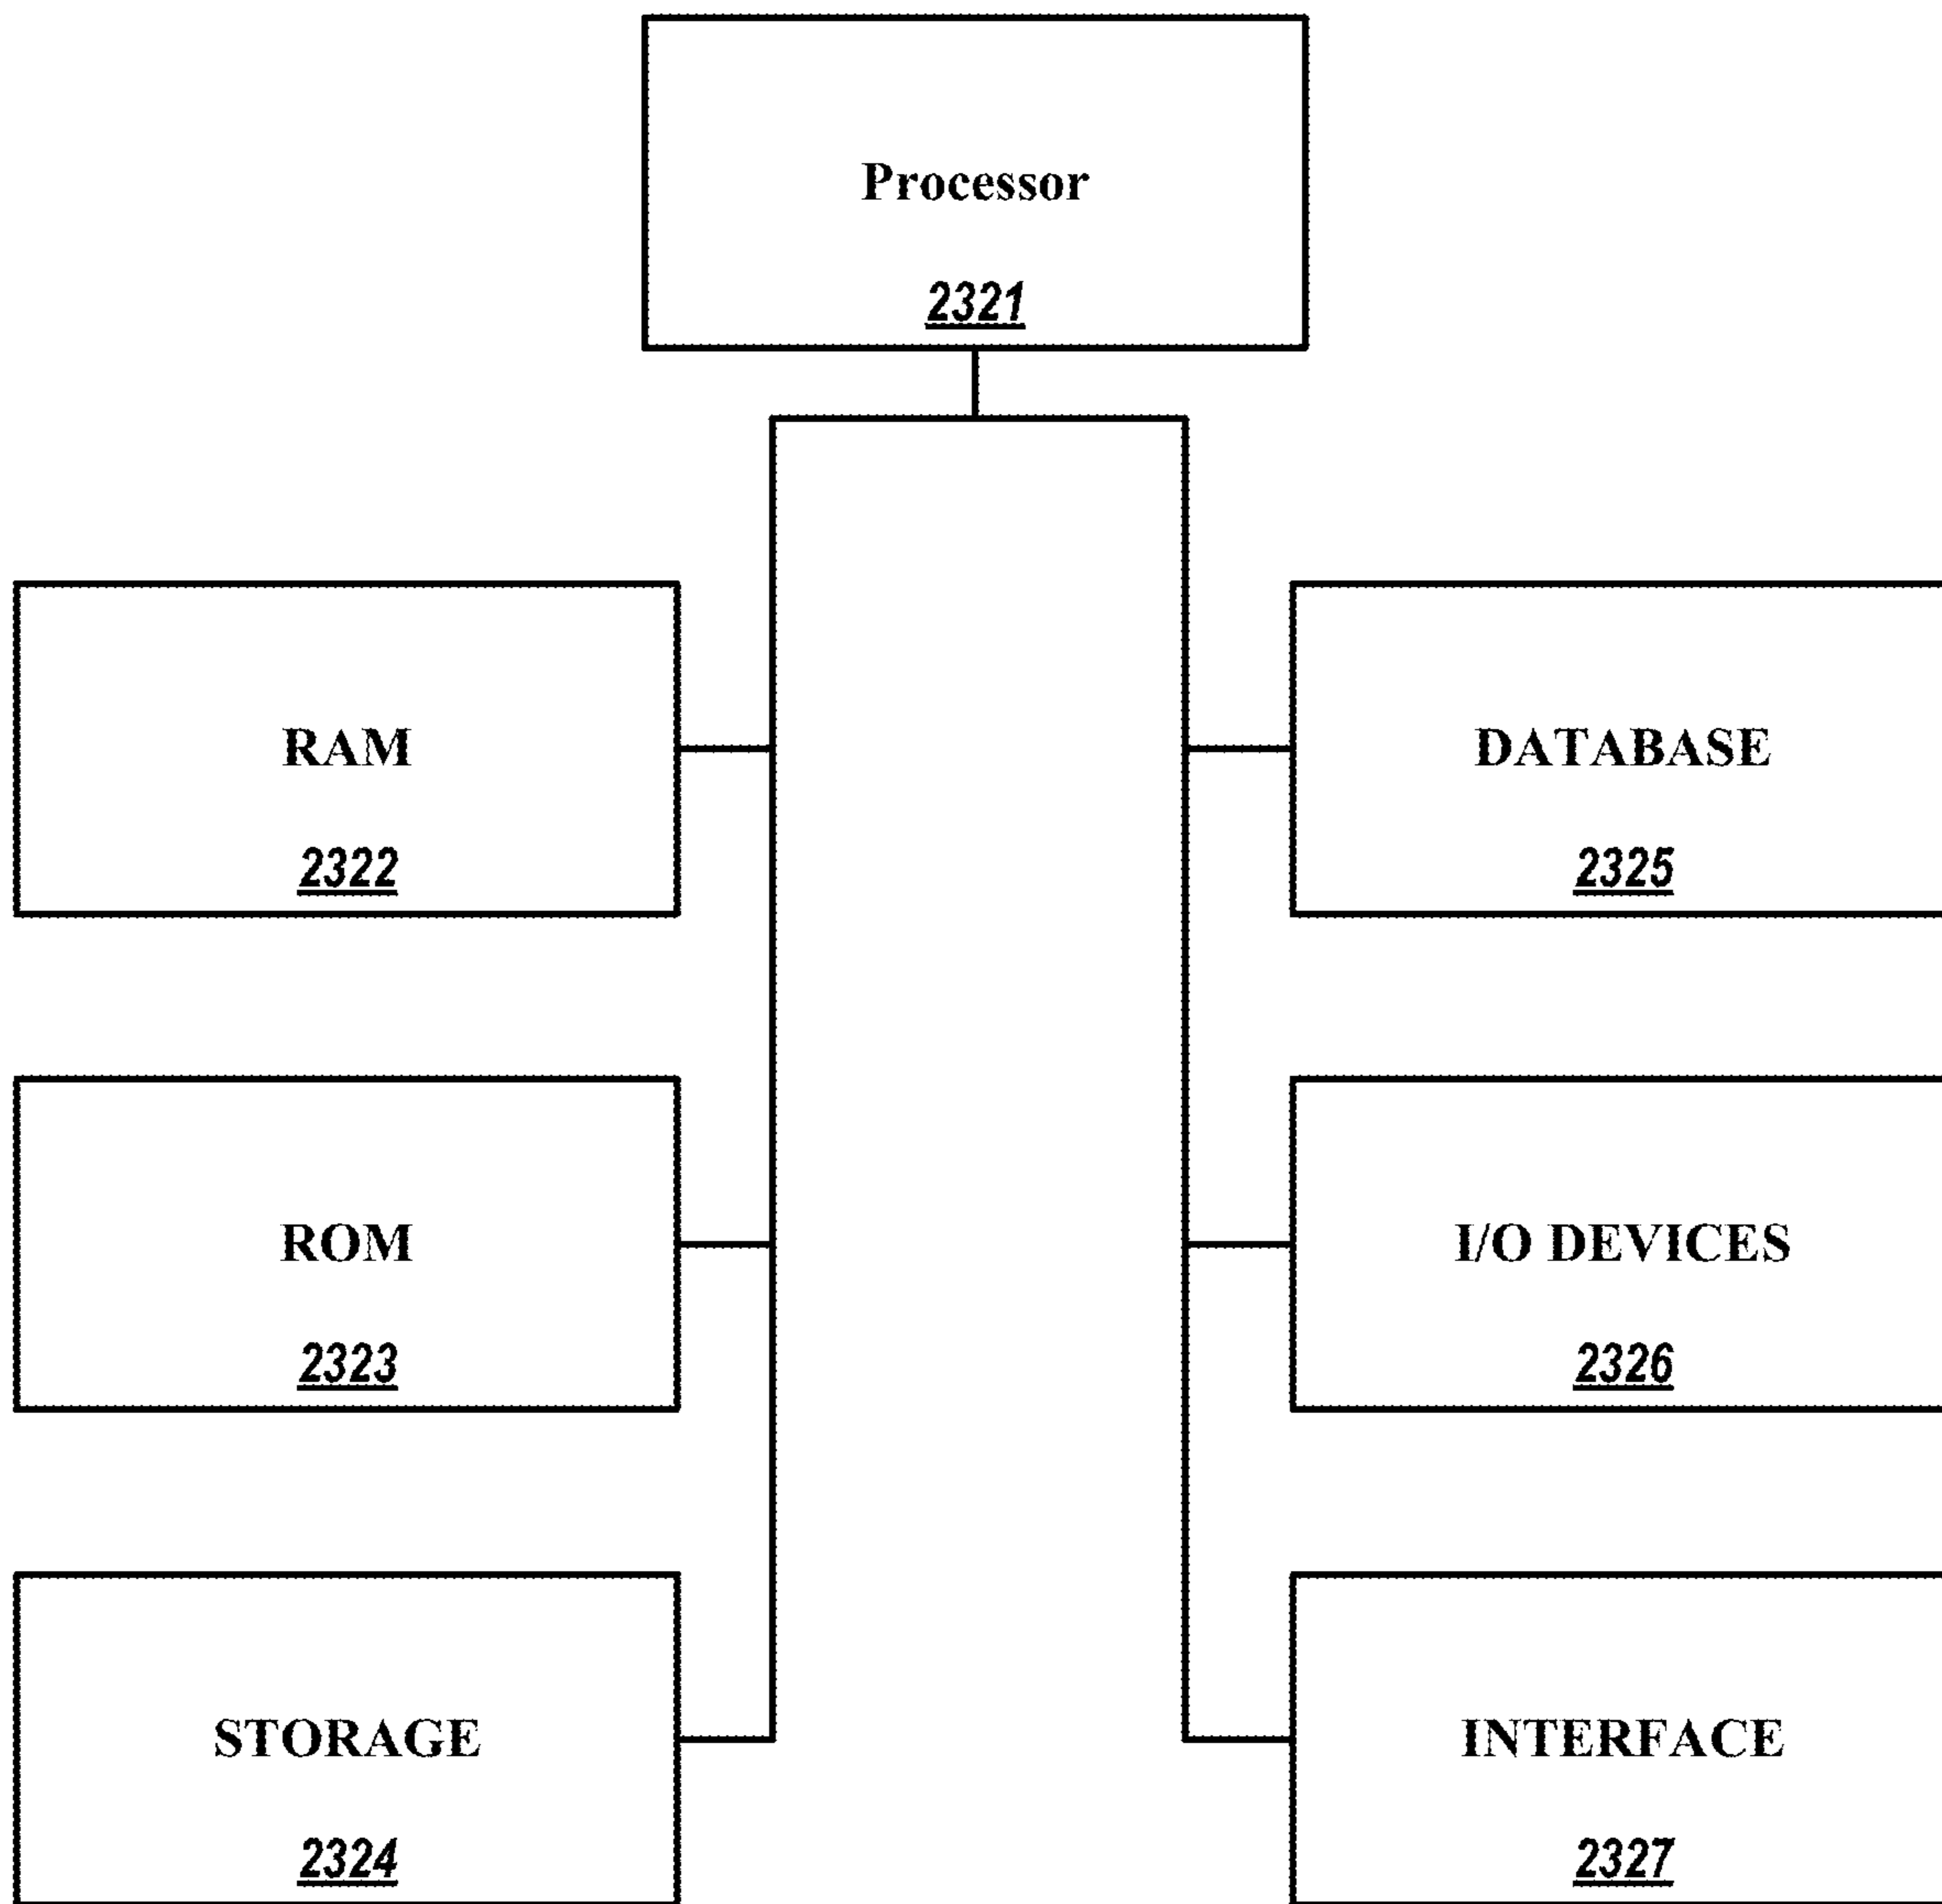 Processor
2321
RAM
2322
DATABASE
2325
ROM
2323
I/O DEVICES
2326
STORAGE
2324
INTERFACE
2327